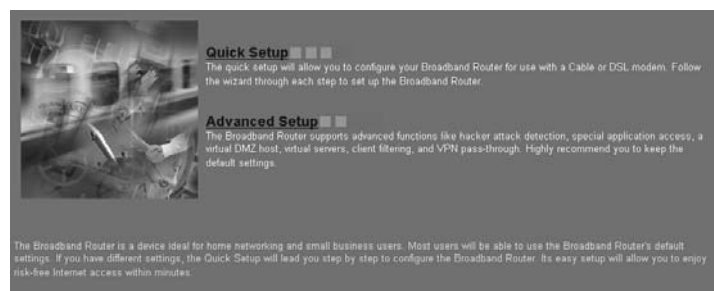 Quick Setup
The quick setup will allow you to configure your Broadband Router for use with a Cable or DSL modem. Follow
the wizard through each step to set up the Broadband Router.
Advanced Setup
The Broadband Router supports advanced functions like hacker attack detection, special application access, a
virtual DMZ host, virtual servers, client filtering, and VPN pass-through. Highly recommend you to keep the
default settings.
The Broadband Router is a device ideal for home networking and small business users. Most users will be able to use the Broadband Router's default
settings. If you have different settings, the Quick Setup will lead you step by step to configure the Broadband Router. Its easy setup will allow you to enjoy
risk-free Internet access within minutes.